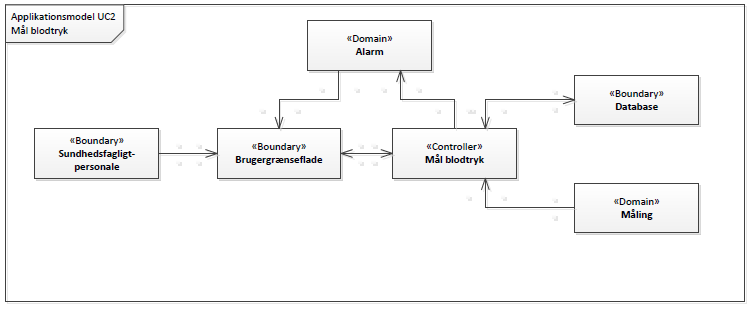 Applikationsmodel UC2
Mål blodtryk
«Domain»
Alarm
«Boundary»
Database
«Boundary»
Sundhedsfagligt-
personale
«Boundary»
Brugergrænseflade
«Controller»
Mål blodtryk
«Domain»
Måling